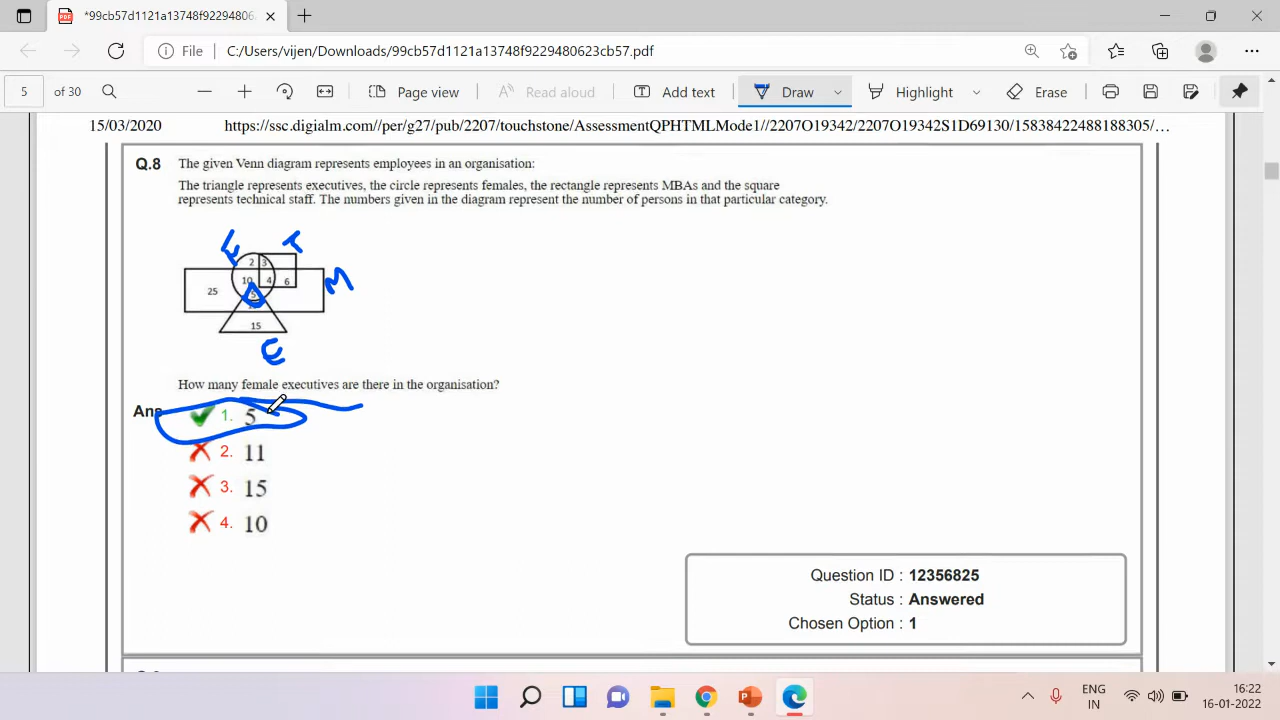 *99cb57d1121a13748f92294806
File
C:/Users/vijen/Downloads/99cb57d1121a13748f9229480623cb57.pdf
5 of 30
Page view
Read aloud
Add text
Draw
Highlight
Erase
15/03/2020 https://ssc.digialm.com//per/g27/pub/2207/touchstone/AssessmentQPHTMLMode1//2207O19342/2207O19342S1D69130/15838422488188305/…
Q.8 The given Venn diagram represents employees in an organisation:
The triangle represents executives, the circle represents females, the rectangle represents MBAs and the square
represents technical staff. The numbers given in the diagram represent the number of persons in that particular category.
F T
2 3
M
10 4 6
25
5
15
E
How many female executives are there in the organisation?
Ans 1. 5
2. 11
3. 15
4. 10
Question ID : 12356825
Status : Answered
Chosen Option : 1
ENG
IN
16:22
16-01-2022